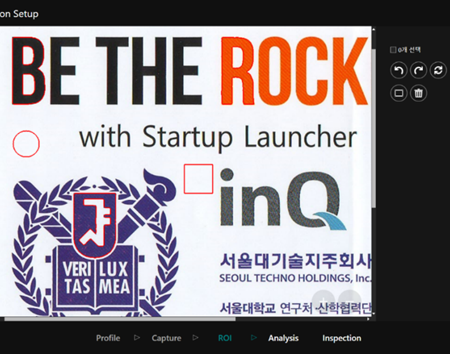 on Setup
0개 선택
BE THE ROCK
with Startup Launcher
inQ
VERI LUX
TAS MEA
서울대기술지주회사
SEOUL TECHNO HOLDINGS, Inc.
서울대학교 연구처·산학협력단
Profile ▷ Capture ▷ ROI ▷ Analysis Inspection